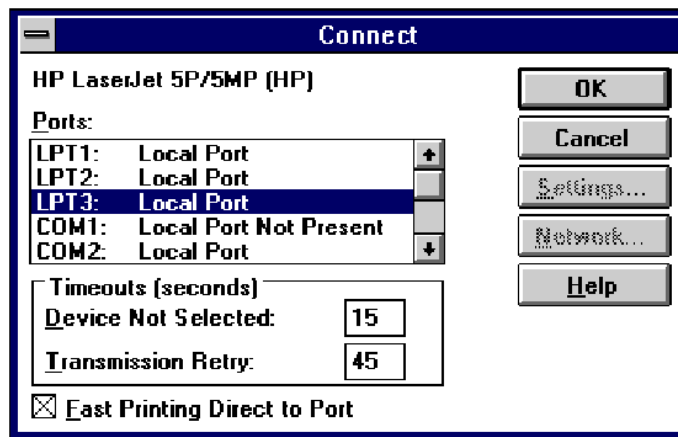 Connect
HP LaserJet 5P/5MP (HP)
Ports:
LPT1: Local Port
LPT2: Local Port
LPT3: Local Port
COM1: Local Port Not Present
COM2: Local Port
Timeouts (seconds)
Device Not Selected: 15
Transmission Retry: 45
Fast Printing Direct to Port
OK
Cancel
Settings...
Network...
Help